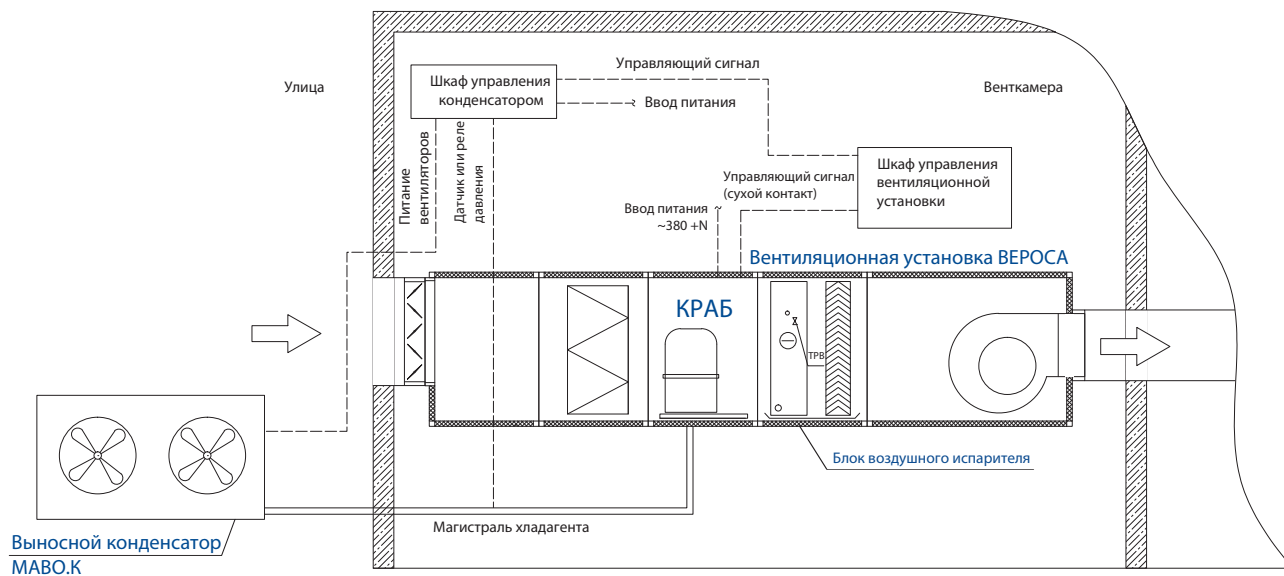 Управляющий сигнал
Улица
Шкаф управления
конденсатором
Ввод питания
Венткамера
Питание
вентиляторов
Датчик или реле
давления
Шкаф управления
вентиляционной
установки
Управляющий сигнал
(сухой контакт)
Ввод питания
~380 +N
Вентиляционная установка ВЕРОСА
КРАБ
ТРВ
Блок воздушного испарителя
Магистраль хладагента
Выносной конденсатор
МАВО.К